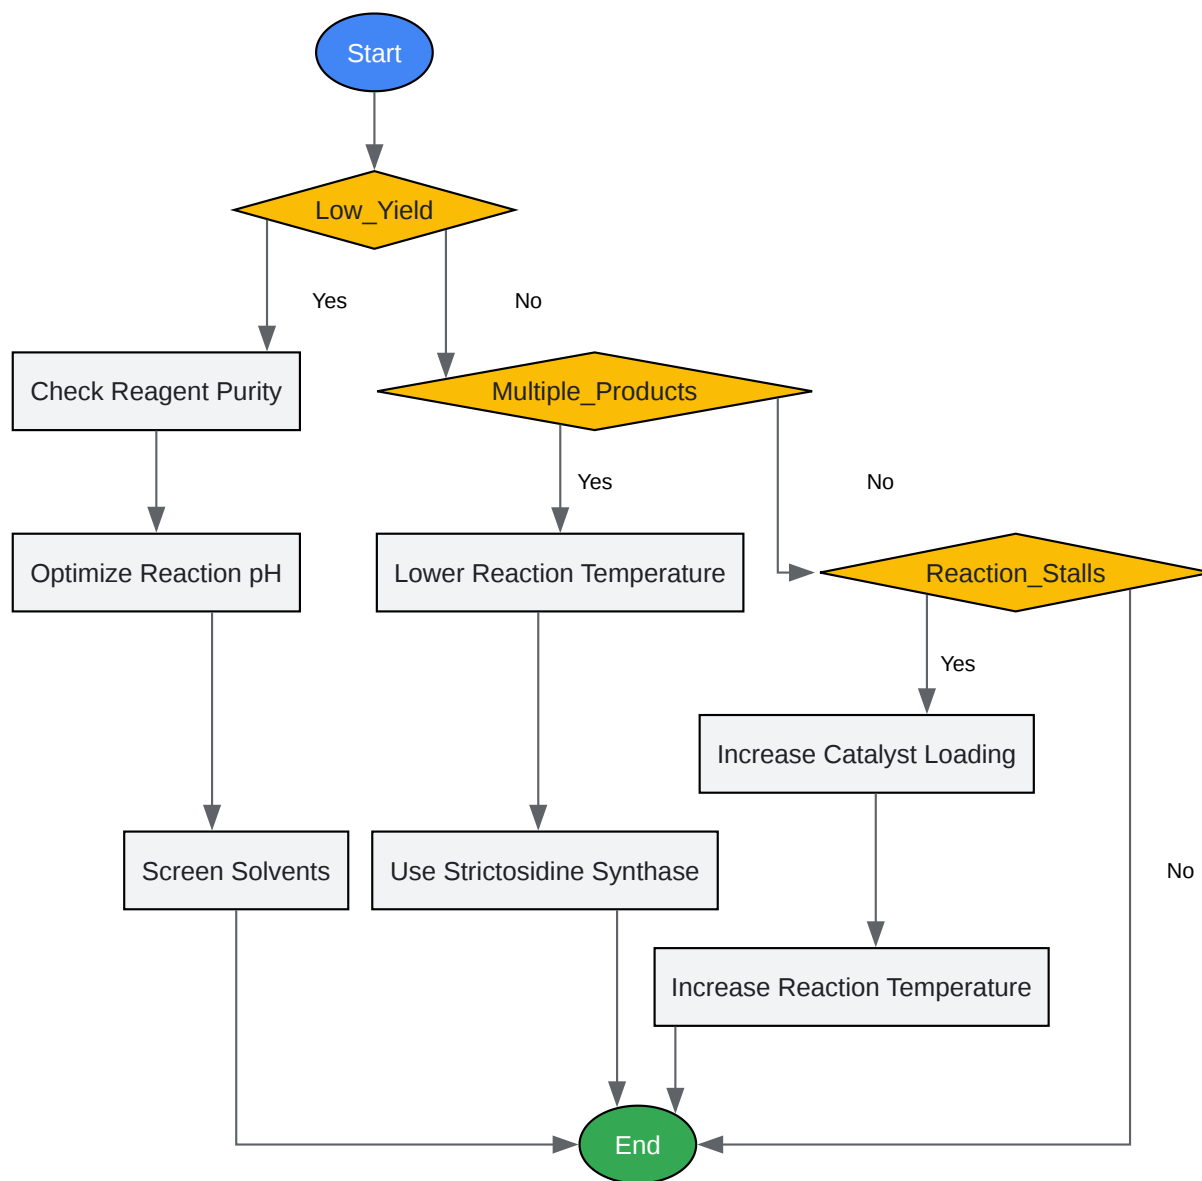 Start
Low_Yield
Yes
No
Check Reagent Purity
Multiple_Products
Yes
No
Optimize Reaction pH
Lower Reaction Temperature
Reaction_Stalls
Yes
Increase Catalyst Loading
Screen Solvents
Use Strictosidine Synthase
No
Increase Reaction Temperature
End